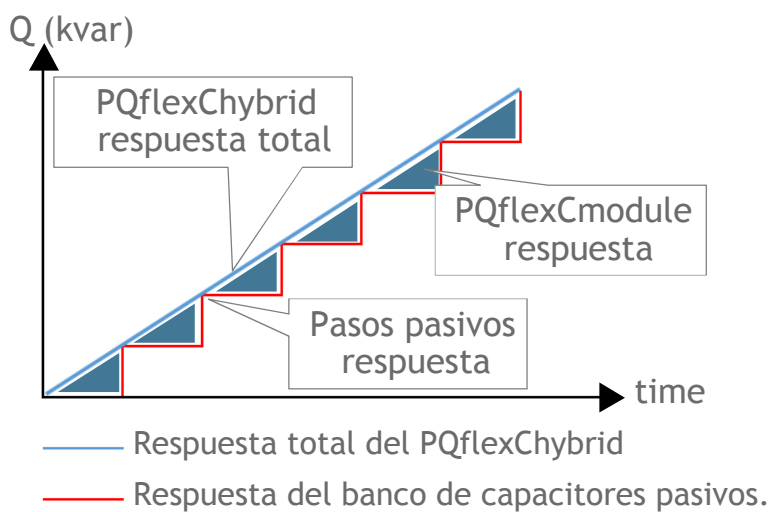 Q (kvar)
PQflexChybrid
respuesta total
PQflexCmodule
respuesta
Pasos pasivos
respuesta
time
Respuesta total del PQflexChybrid
Respuesta del banco de capacitores pasivos.